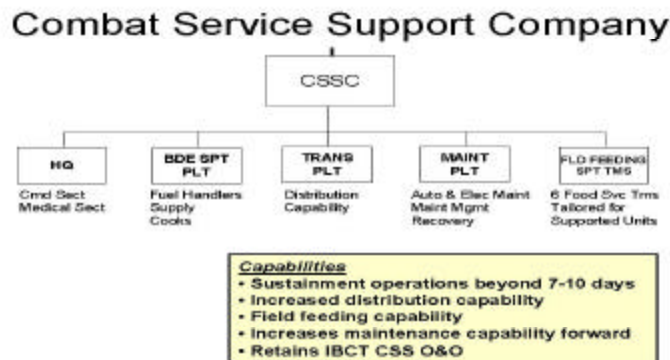 Combat Service Support Company
CSSC
HQ
Cmd Sect
Medical Sect
BDE SPT
PLT
Fuel Handlers
Supply
Cooks
TRANS
PLT
Distribution
Capability
MAINT
PLT
Auto & Elec Maint
Maint Mgmt
Recovery
FLD FEEDING
SPT TMS
6 Food Svc Tms
Tailored for
Supported Units
Capabilities
• Sustainment operations beyond 7-10 days
• Increased distribution capability
• Field feeding capability
• Increases maintenance capability forward
• Retains IBCT CSS O&O